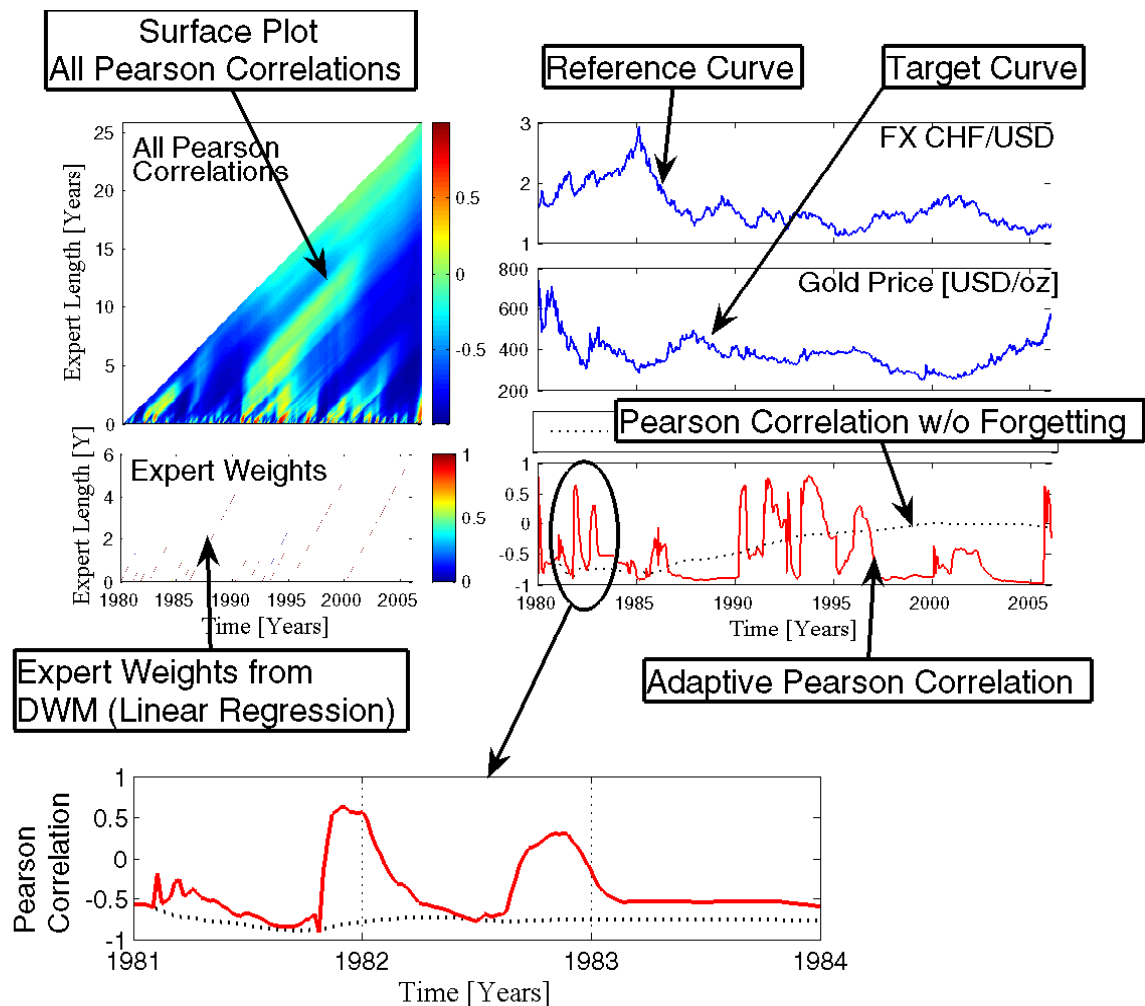 Surface Plot
All Pearson Correlations
Reference Curve
Target Curve
All Pearson
Correlations
Expert Length [Years]
25
20
15
10
5
0
0.5
0
-0.5
FX CHF/USD
3
2
1
Gold Price [USD/oz]
800
600
400
200
Pearson Correlation w/o Forgetting
Expert Weights
Expert Length [Y]
6
4
2
0
1980 1985 1990 1995 2000 2005
Time [Years]
1
0.5
0
1
0.5
0
-0.5
-1
1980 1985 1990 1995 2000 2005
Time [Years]
Expert Weights from
DWM (Linear Regression)
Adaptive Pearson Correlation
Pearson
Correlation
1
0.5
0
-0.5
-1
1981 1982 1983 1984
Time [Years]